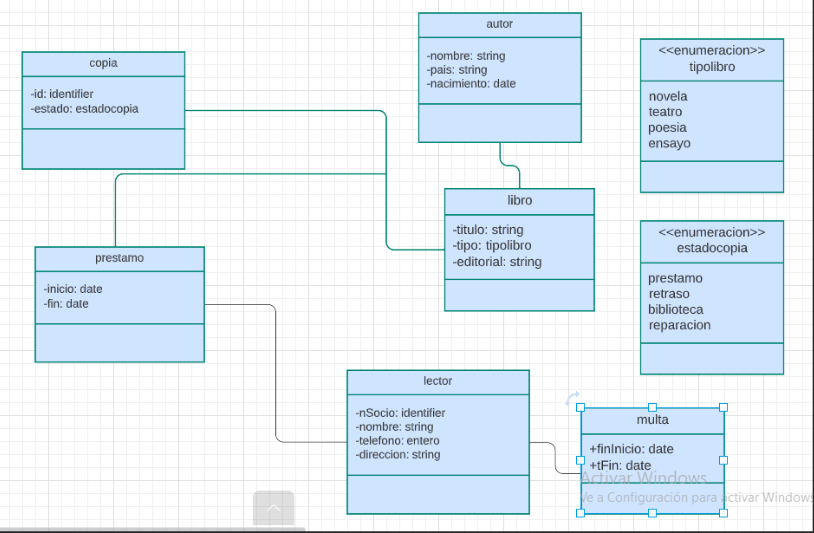 autor
-nombre: string
-pais: string
-nacimiento: date
copia
-id: identifier
-estado: estadocopia
<<enumeracion>>
tipolibro
novela
teatro
poesia
ensayo
libro
-titulo: string
-tipo: tipolibro
-editorial: string
<<enumeracion>>
estadocopia
prestamo
retraso
biblioteca
reparacion
prestamo
-inicio: date
-fin: date
lector
-nSocio: identifier
-nombre: string
-telefono: entero
-direccion: string
multa
+finInicio: date
+tFin: date
Activar Windows
Ve a Configuración para activar Windows